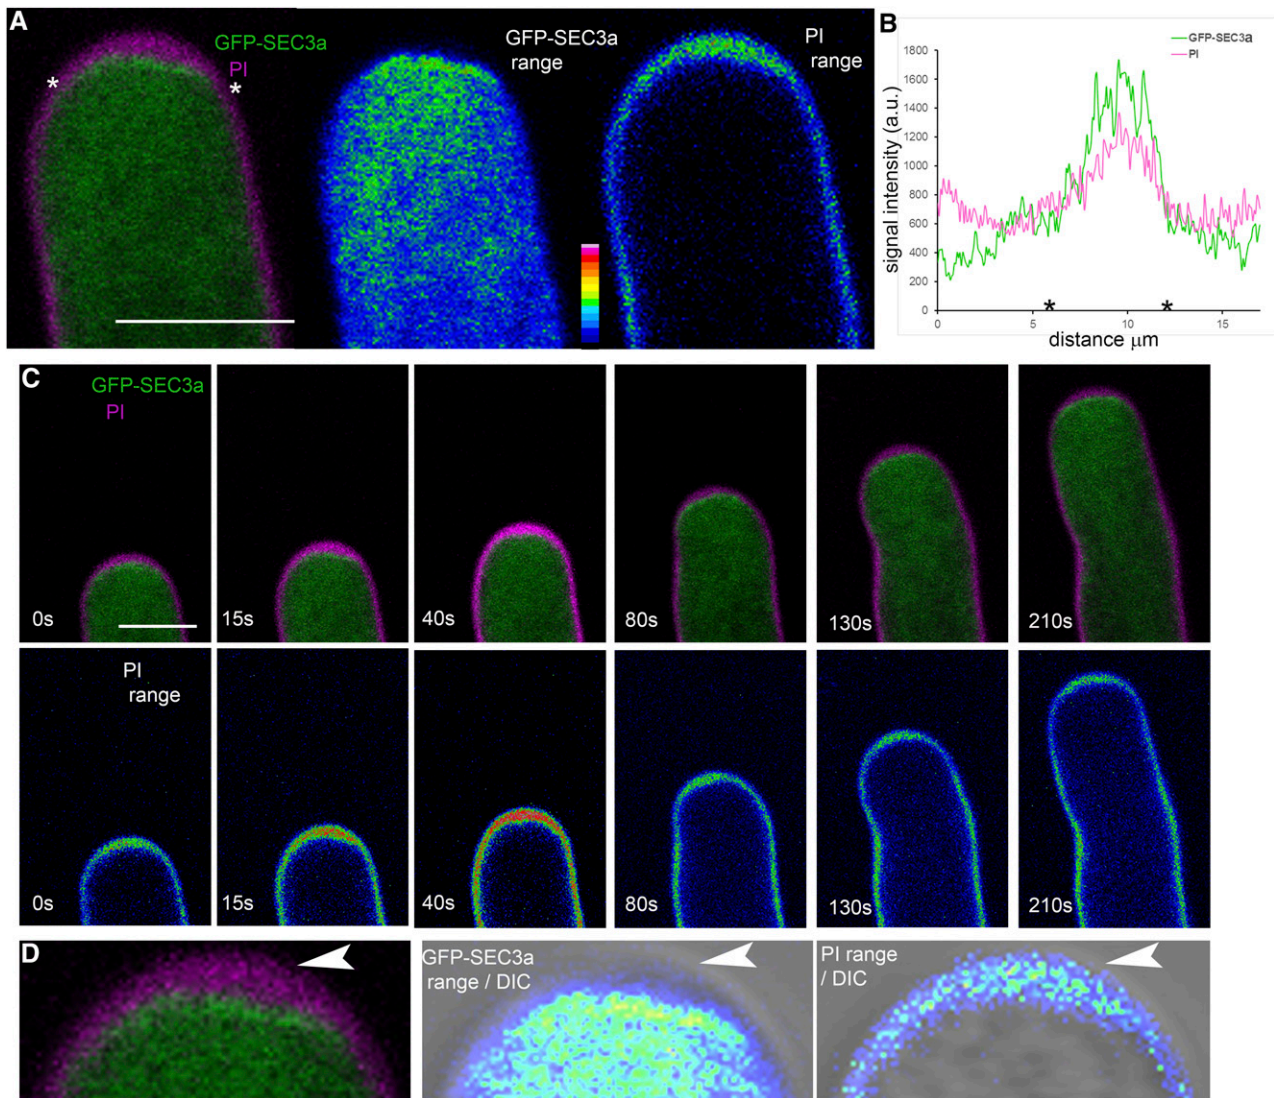 A
GFP-SEC3a
PI
*
*
GFP-SEC3a
range
PI
range
B
GFP-SEC3a
PI
1800
1600
1400
1200
1000
800
600
400
200
0
signal intensity (a.u.)
*
*
0
5
10
15
distance μm
C
GFP-SEC3a
PI
0s
15s
40s
80s
130s
210s
PI
range
0s
15s
40s
80s
130s
210s
D
GFP-SEC3a
range / DIC
PI range
/ DIC